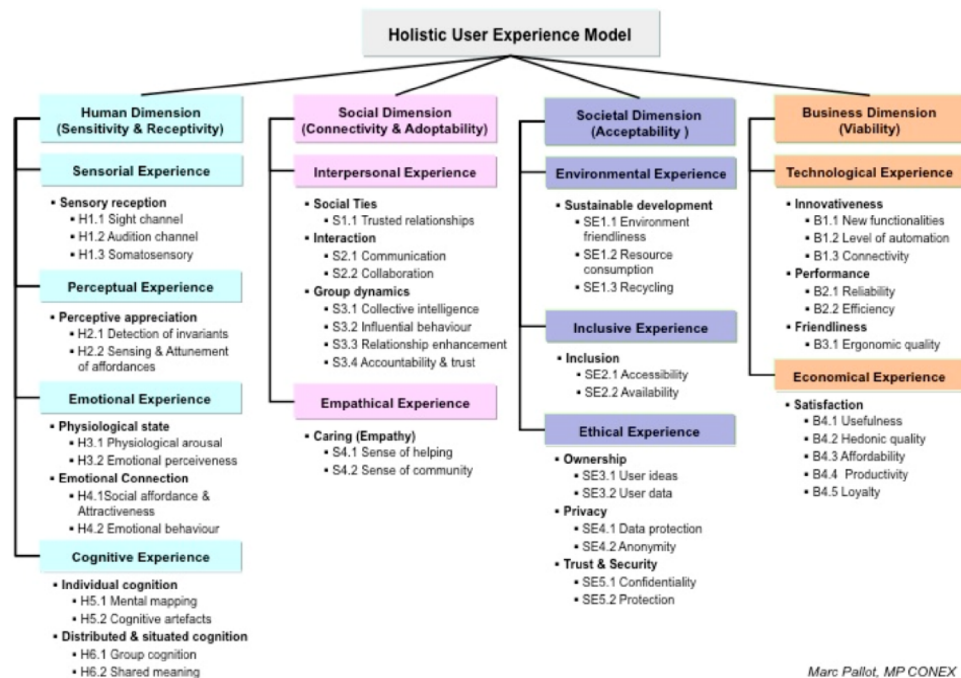 Holistic User Experience Model
Human Dimension
(Sensitivity & Receptivity)
Sensorial Experience
▪ Sensory reception
▪ H1.1 Sight channel
▪ H1.2 Audition channel
▪ H1.3 Somatosensory
Perceptual Experience
▪ Perceptive appreciation
▪ H2.1 Detection of invariants
▪ H2.2 Sensing & Attunement
of affordances
Emotional Experience
▪ Physiological state
▪ H3.1 Physiological arousal
▪ H3.2 Emotional perceiveness
▪ Emotional Connection
▪ H4.1Social affordance &
Attractiveness
▪ H4.2 Emotional behaviour
Cognitive Experience
▪ Individual cognition
▪ H5.1 Mental mapping
▪ H5.2 Cognitive artefacts
▪ Distributed & situated cognition
▪ H6.1 Group cognition
▪ H6.2 Shared meaning
Social Dimension
(Connectivity & Adoptability)
Interpersonal Experience
▪ Social Ties
▪ S1.1 Trusted relationships
▪ Interaction
▪ S2.1 Communication
▪ S2.2 Collaboration
▪ Group dynamics
▪ S3.1 Collective intelligence
▪ S3.2 Influential behaviour
▪ S3.3 Relationship enhancement
▪ S3.4 Accountability & trust
Empathical Experience
▪ Caring (Empathy)
▪ S4.1 Sense of helping
▪ S4.2 Sense of community
Societal Dimension
(Acceptability )
Environmental Experience
▪ Sustainable development
▪ SE1.1 Environment
friendliness
▪ SE1.2 Resource
consumption
▪ SE1.3 Recycling
Inclusive Experience
▪ Inclusion
▪ SE2.1 Accessibility
▪ SE2.2 Availability
Ethical Experience
▪ Ownership
▪ SE3.1 User ideas
▪ SE3.2 User data
▪ Privacy
▪ SE4.1 Data protection
▪ SE4.2 Anonymity
▪ Trust & Security
▪ SE5.1 Confidentiality
▪ SE5.2 Protection
Business Dimension
(Viability)
Technological Experience
▪ Innovativeness
▪ B1.1 New functionalities
▪ B1.2 Level of automation
▪ B1.3 Connectivity
▪ Performance
▪ B2.1 Reliability
▪ B2.2 Efficiency
▪ Friendliness
▪ B3.1 Ergonomic quality
Economical Experience
▪ Satisfaction
▪ B4.1 Usefulness
▪ B4.2 Hedonic quality
▪ B4.3 Affordability
▪ B4.4 Productivity
▪ B4.5 Loyalty
Marc Pallot, MP CONEX